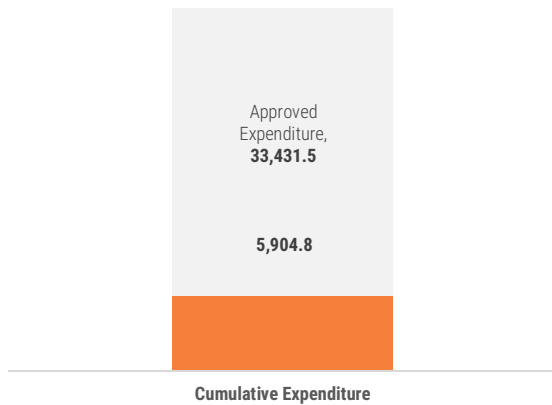 Approved
Expenditure,
33,431.5
5,904.8
Cumulative Expenditure